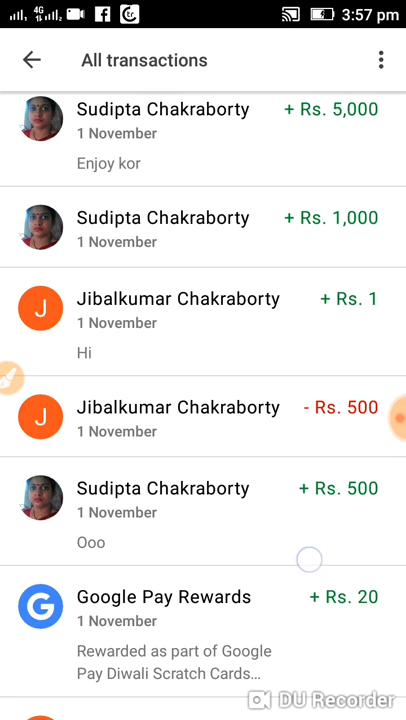 4G 3:57 pm
All transactions
Sudipta Chakraborty + Rs. 5,000
1 November
Enjoy kor
Sudipta Chakraborty + Rs. 1,000
1 November
J Jibalkumar Chakraborty + Rs. 1
1 November
Hi
J Jibalkumar Chakraborty - Rs. 500
1 November
Sudipta Chakraborty + Rs. 500
1 November
Ooo
G Google Pay Rewards + Rs. 20
1 November
Rewarded as part of Google
Pay Diwali Scratch Cards...
DU Recorder